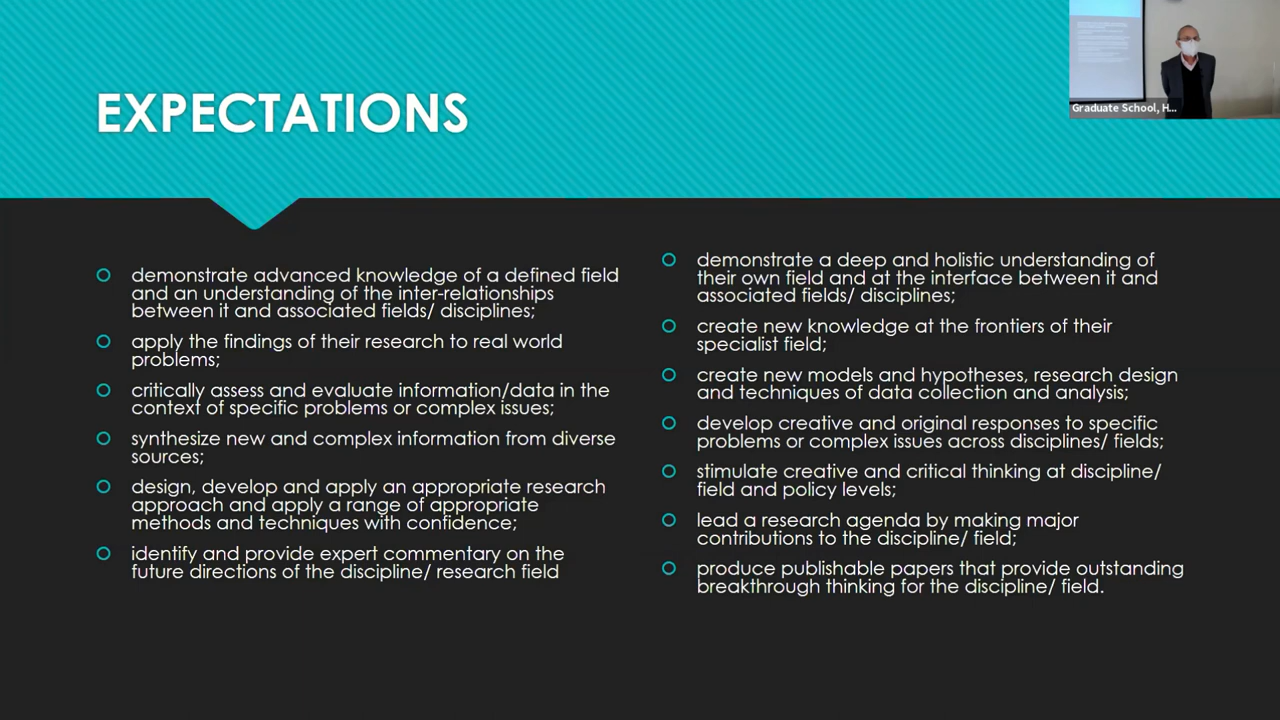 EXPECTATIONS
Graduate School, H...
demonstrate advanced knowledge of a defined field
and an understanding of the inter-relationships
between it and associated fields/ disciplines;
apply the findings of their research to real world
problems;
critically assess and evaluate information/data in the
context of specific problems or complex issues;
synthesize new and complex information from diverse
sources;
design, develop and apply an appropriate research
approach and apply a range of appropriate
methods and techniques with confidence;
identify and provide expert commentary on the
future directions of the discipline/ research field
demonstrate a deep and holistic understanding of
their own field and at the interface between it and
associated fields/ disciplines;
create new knowledge at the frontiers of their
specialist field;
create new models and hypotheses, research design
and techniques of data collection and analysis;
develop creative and original responses to specific
problems or complex issues across disciplines/ fields;
stimulate creative and critical thinking at discipline/
field and policy levels;
lead a research agenda by making major
contributions to the discipline/ field;
produce publishable papers that provide outstanding
breakthrough thinking for the discipline/ field.